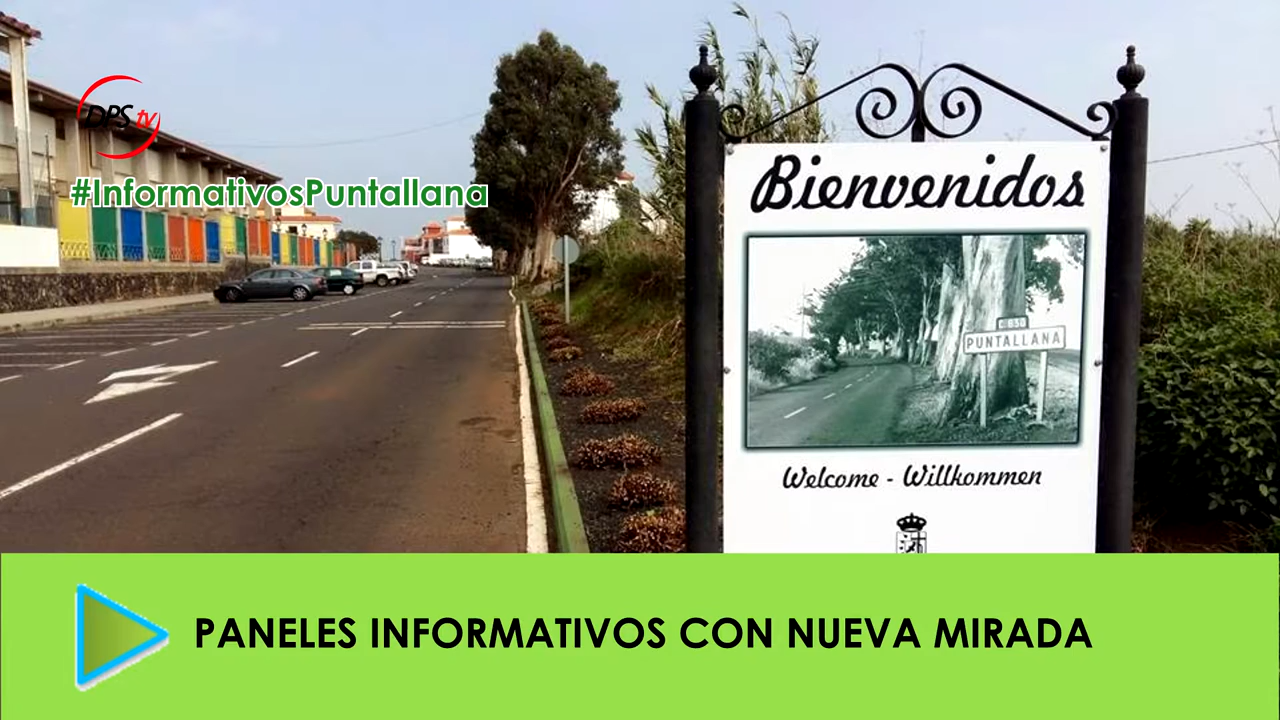 DPS tv
#InformativosPuntallana
Bienvenidos
C 830
PUNTALLANA
Welcome - Willkommen
PANELES INFORMATIVOS CON NUEVA MIRADA